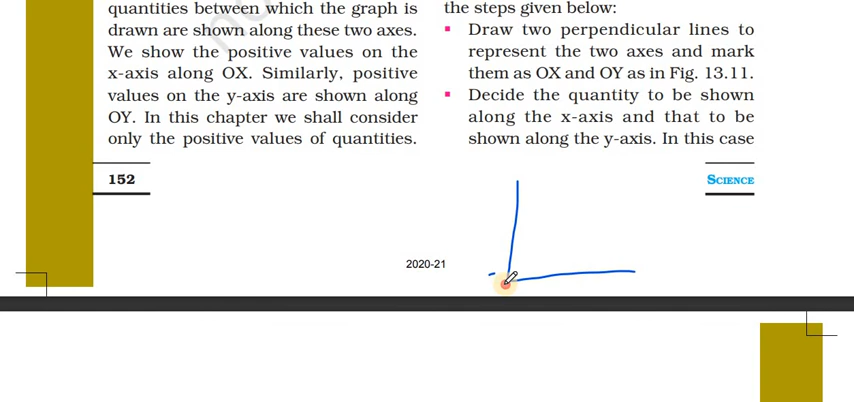 quantities between which the graph is
drawn are shown along these two axes.
We show the positive values on the
x-axis along OX. Similarly, positive
values on the y-axis are shown along
OY. In this chapter we shall consider
only the positive values of quantities.
the steps given below:
▪ Draw two perpendicular lines to
represent the two axes and mark
them as OX and OY as in Fig. 13.11.
▪ Decide the quantity to be shown
along the x-axis and that to be
shown along the y-axis. In this case
152
SCIENCE
2020-21